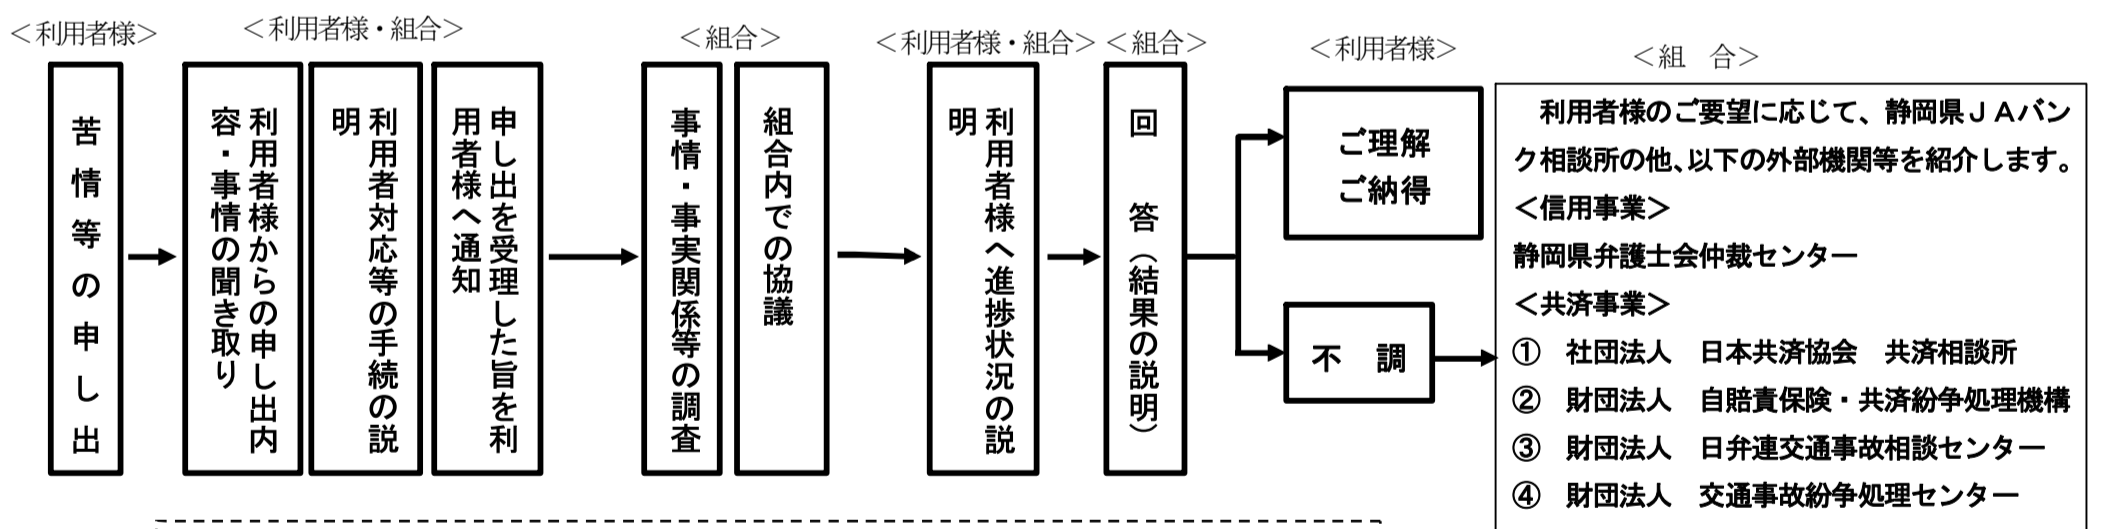 ＜利用者様＞
苦情等の申し出
＜利用者様・組合＞
利用者様からの申し出内
容・事情の聞き取り
利用者対応等の手続の説
明
申し出を受理した旨を利
用者様へ通知
＜組合＞
事情・事実関係等の調査
組合内での協議
＜利用者様・組合＞
利用者様へ進捗状況の説
明
＜組合＞
回　答（結果の説明）
＜利用者様＞
ご理解
ご納得
不　調
＜組　合＞
利用者様のご要望に応じて、静岡県ＪＡバン
ク相談所の他、以下の外部機関等を紹介します。
＜信用事業＞
静岡県弁護士会仲裁センター
＜共済事業＞
①　社団法人　日本共済協会　共済相談所
②　財団法人　自賠責保険・共済紛争処理機構
③　財団法人　日弁連交通事故相談センター
④　財団法人　交通事故紛争処理センター